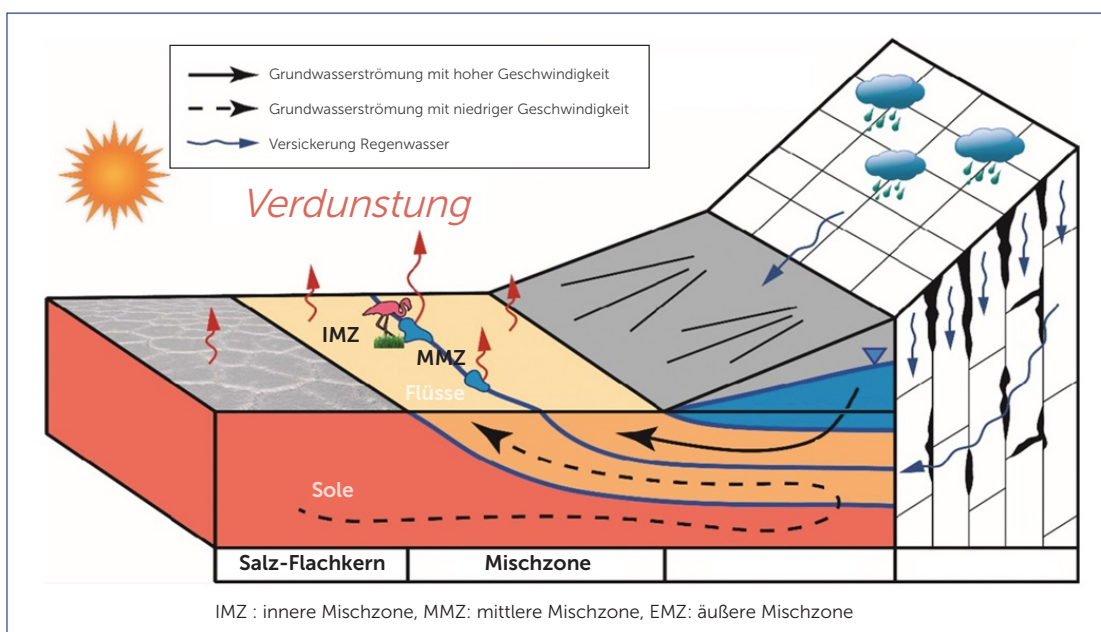 Grundwasserströmung mit hoher Geschwindigkeit
Grundwasserströmung mit niedriger Geschwindigkeit
Versickerung Regenwasser
Verdunstung
IMZ
MMZ
Flüsse
Sole
Salz-Flachkern
Mischzone
IMZ : innere Mischzone, MMZ: mittlere Mischzone, EMZ: äußere Mischzone